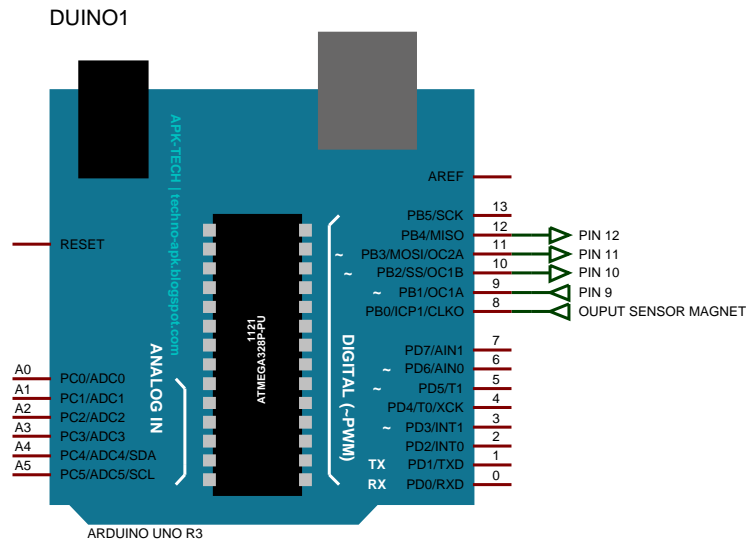 DUINO1
APK-TECH | techno-apk.blogspot.com
AREF
RESET
PB5/SCK 13
PB4/MISO 12 PIN 12
~ PB3/MOSI/OC2A 11 PIN 11
~ PB2/SS/OC1B 10 PIN 10
~ PB1/OC1A 9 PIN 9
PB0/ICP1/CLKO 8 OUPUT SENSOR MAGNET
1121
ATMEGA328P-PU
DIGITAL (~PWM)
ANALOG IN
PD7/AIN1 7
~ PD6/AIN0 6
~ PD5/T1 5
PD4/T0/XCK 4
~ PD3/INT1 3
PD2/INT0 2
TX PD1/TXD 1
RX PD0/RXD 0
A0 PC0/ADC0
A1 PC1/ADC1
A2 PC2/ADC2
A3 PC3/ADC3
A4 PC4/ADC4/SDA
A5 PC5/ADC5/SCL
ARDUINO UNO R3